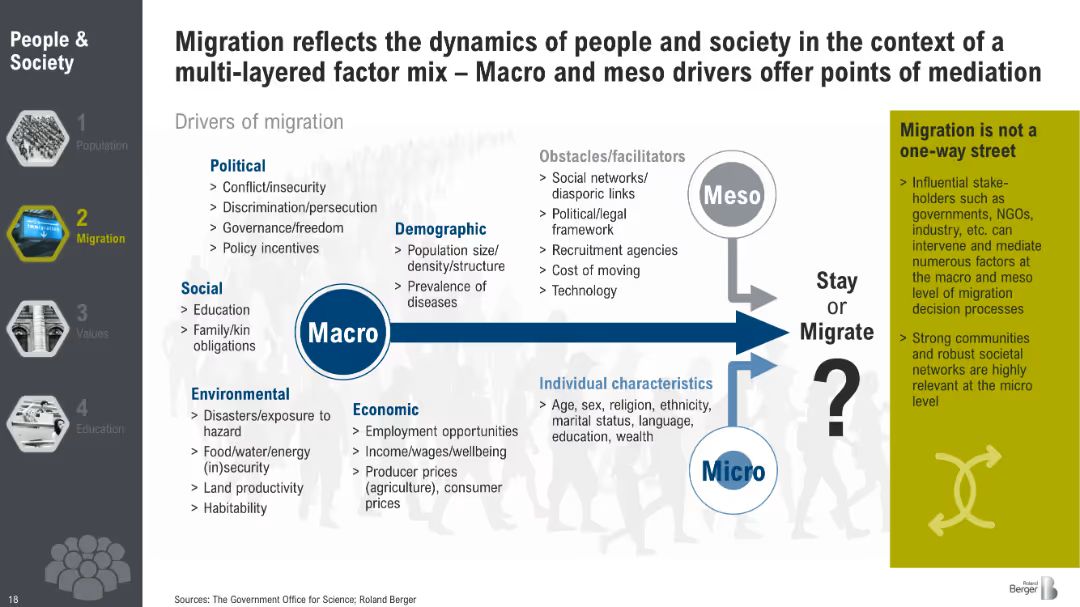 People &
Society
1
Population
2
Migration
3
Values
4
Education
18
Migration reflects the dynamics of people and society in the context of a
multi-layered factor mix – Macro and meso drivers offer points of mediation
Drivers of migration
Political
> Conflict/insecurity
> Discrimination/persecution
> Governance/freedom
> Policy incentives
Demographic
> Population size/
density/structure
> Prevalence of
diseases
Social
> Education
> Family/kin
obligations
Macro
Environmental
> Disasters/exposure to
hazard
> Food/water/energy
(in)security
> Land productivity
> Habitability
Economic
> Employment opportunities
> Income/wages/wellbeing
> Producer prices
(agriculture), consumer
prices
Obstacles/facilitators
> Social networks/
diasporic links
> Political/legal
framework
> Recruitment agencies
> Cost of moving
> Technology
Meso
Individual characteristics
> Age, sex, religion, ethnicity,
marital status, language,
education, wealth
Micro
Stay
or
Migrate
?
Migration is not a
one-way street
> Influential stake-
holders such as
governments, NGOs,
industry, etc. can
intervene and mediate
numerous factors at
the macro and meso
level of migration
decision processes
> Strong communities
and robust societal
networks are highly
relevant at the micro
level
Sources: The Government Office for Science; Roland Berger
Roland
Berger
B